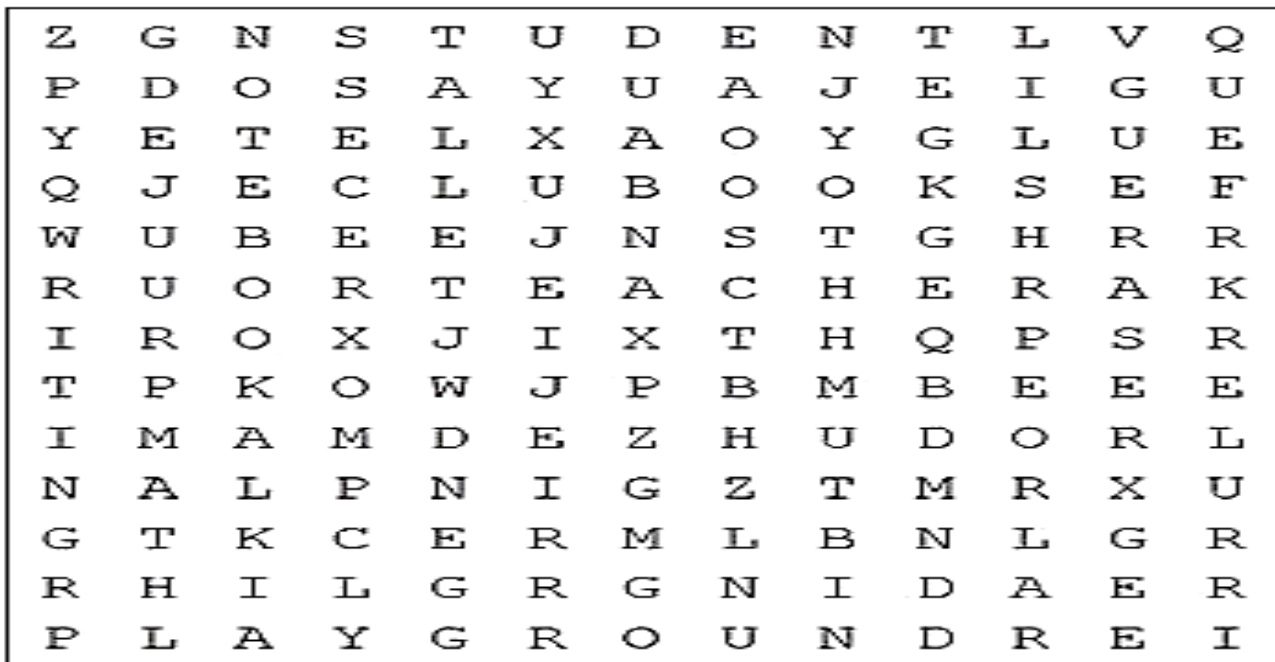 Z G N S T U D E N T L V Q
P D O S A Y U A J E I G U
Y E T E L X A O Y G L U E
Q J E C L U B O O K S E F
W U B E E J N S T G H R R
R U O R T E A C H E R A K
I R O X J I X T H Q P S R
T P K O W J P B M B E E E
I M A M D E Z H U D O R L
N A L P N I G Z T M R X U
G T K C E R M L B N L G R
R H I L G R G N I D A E R
P L A Y G R O U N D R E I